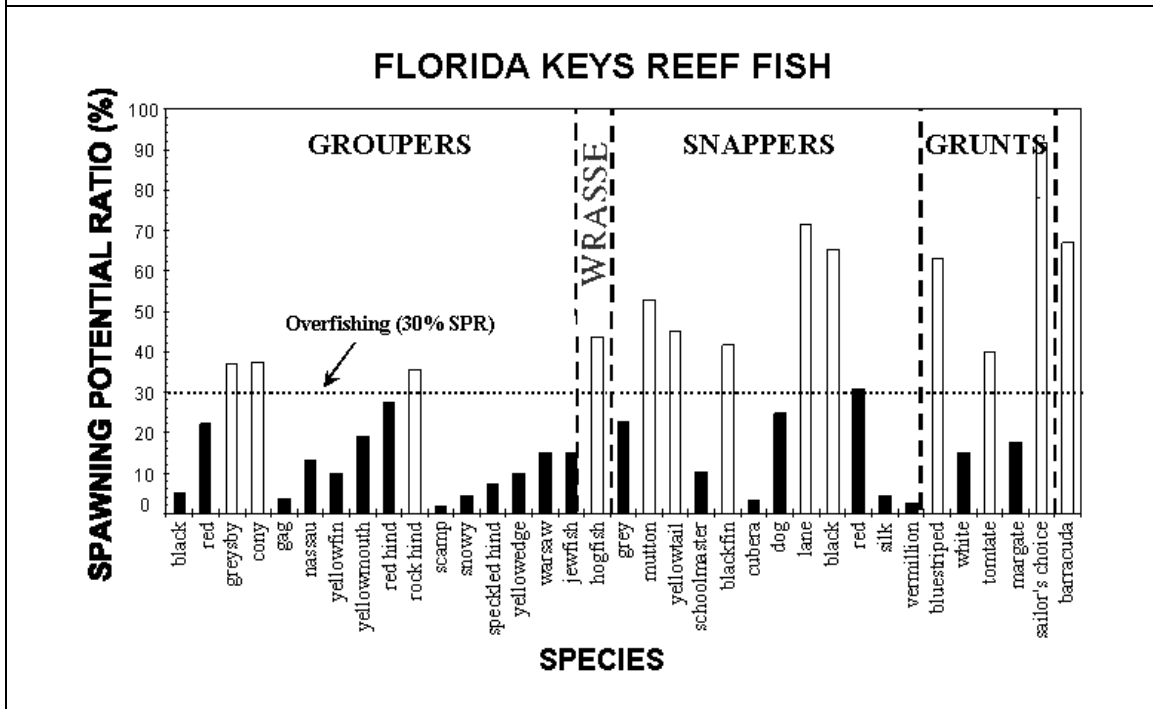 FLORIDA KEYS REEF FISH
SPAWNING POTENTIAL RATIO (%)
100
90
80
70
60
50
40
30
20
10
0
GROUPERS
WRASSE
SNAPPERS
GRUNTS
Overfishing (30% SPR)
black
red
greysby
cony
gag
nassau
yellowfin
yellowmouth
red hind
rock hind
scamp
snowy
speckled hind
yellowedge
warsaw
jewfish
hogfish
grey
mutton
yellowtail
schoolmaster
blackfin
cubera
dog
lane
black
red
silk
vermillion
bluestriped
white
tomtate
margate
sailor's choice
barracuda
SPECIES